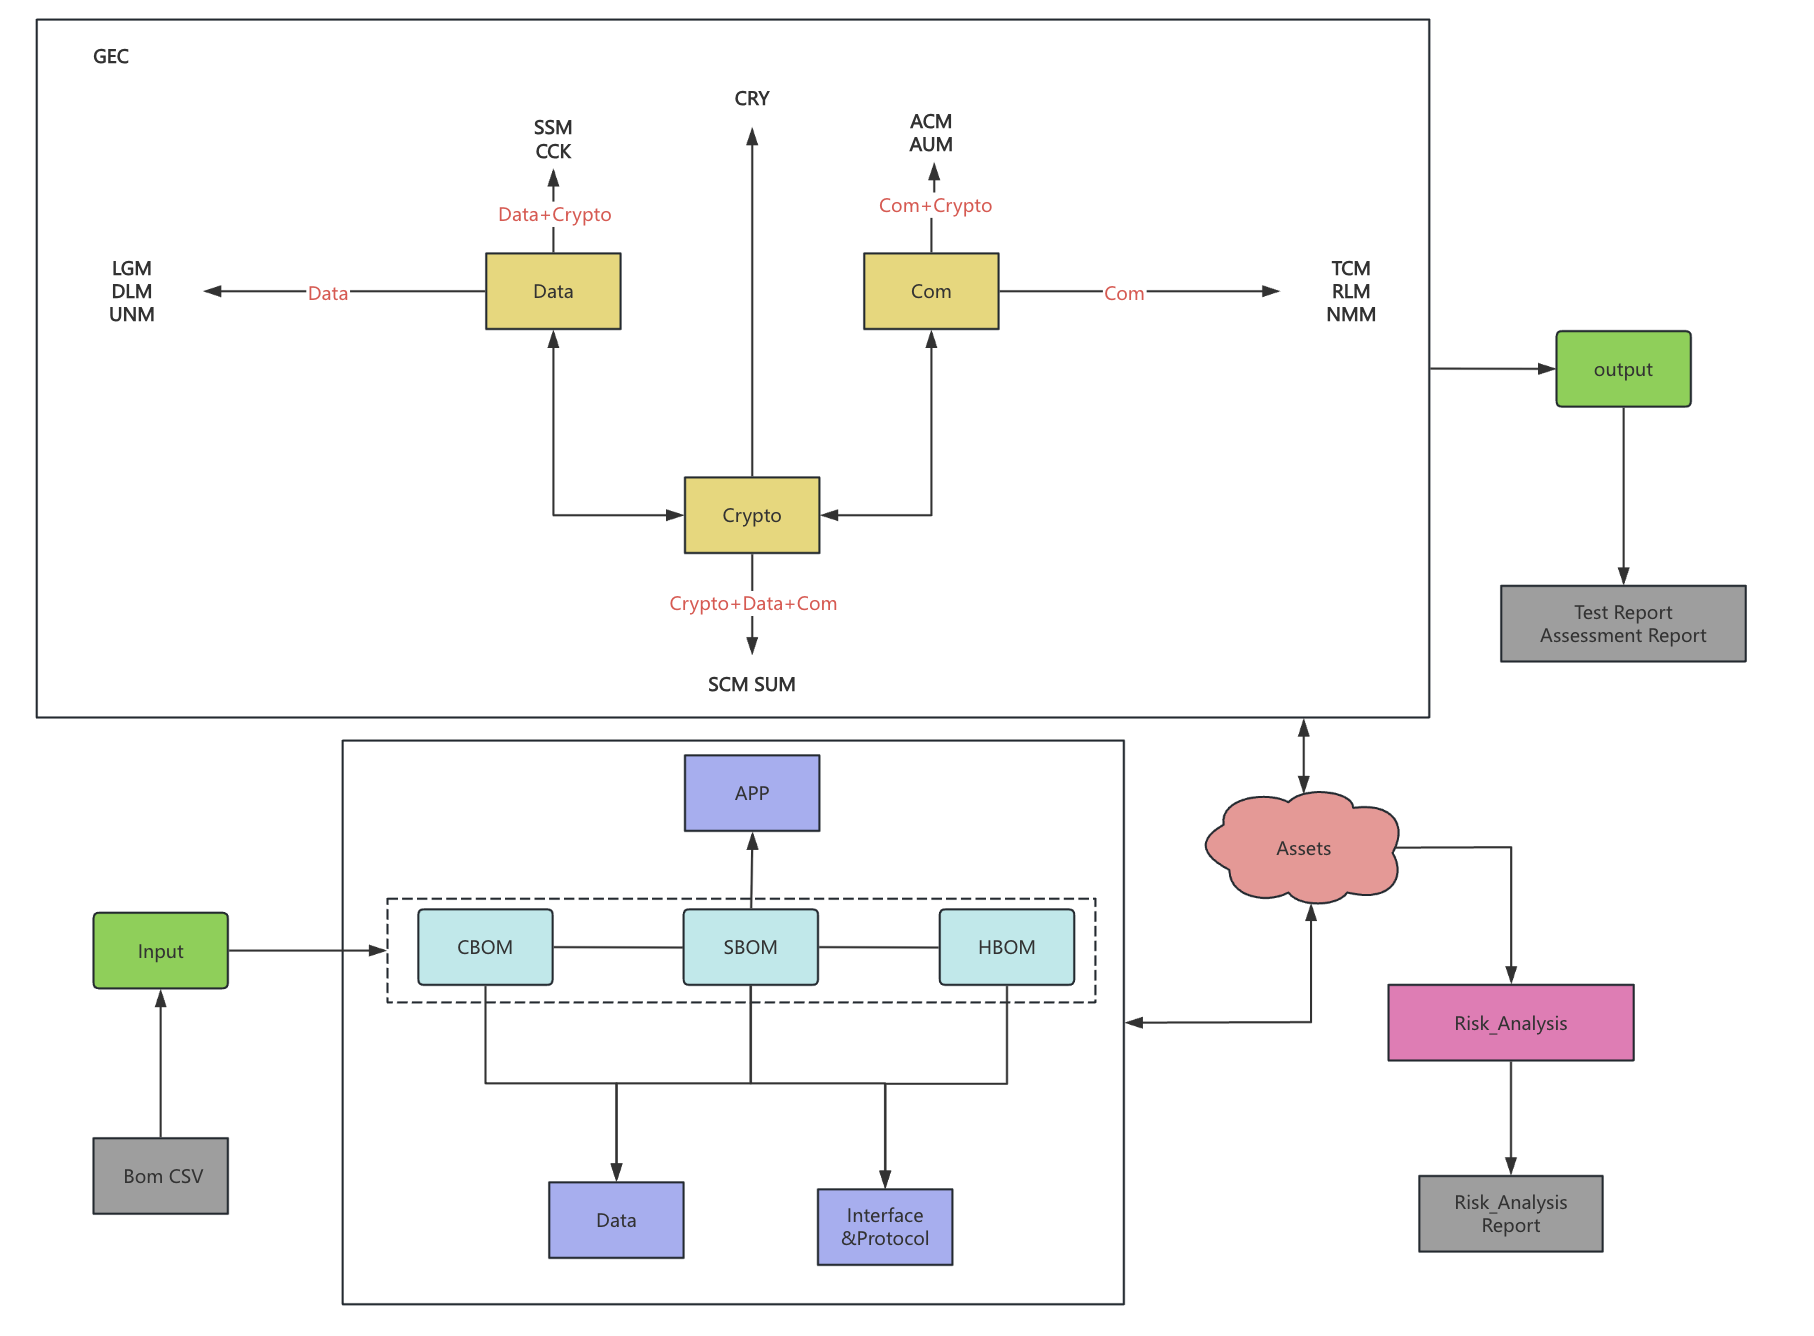 GEC
CRY
SSM
CCK
ACM
AUM
Data+Crypto
Com+Crypto
LGM
DLM
UNM
Data
Data
Com
Com
TCM
RLM
NMM
output
Crypto
Crypto+Data+Com
SCM SUM
Test Report
Assessment Report
APP
Assets
Input
CBOM
SBOM
HBOM
Risk_Analysis
Bom CSV
Data
Interface
&Protocol
Risk_Analysis
Report